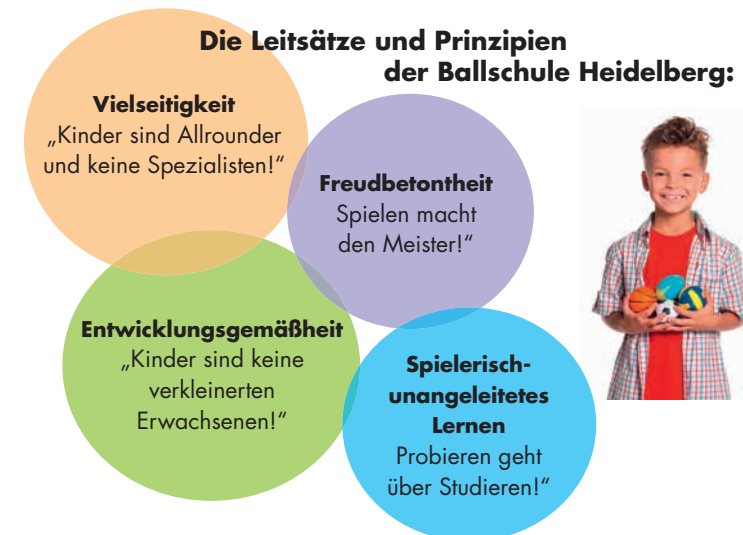 Die Leitsätze und Prinzipien
der Ballschule Heidelberg:
Vielseitigkeit
„Kinder sind Allrounder
und keine Spezialisten!“
Freudbetontheit
Spielen macht
den Meister!“
Entwicklungsgemäßheit
„Kinder sind keine
verkleinerten
Erwachsenen!“
Spielerisch-
unangeleitetes
Lernen
Probieren geht
über Studieren!“